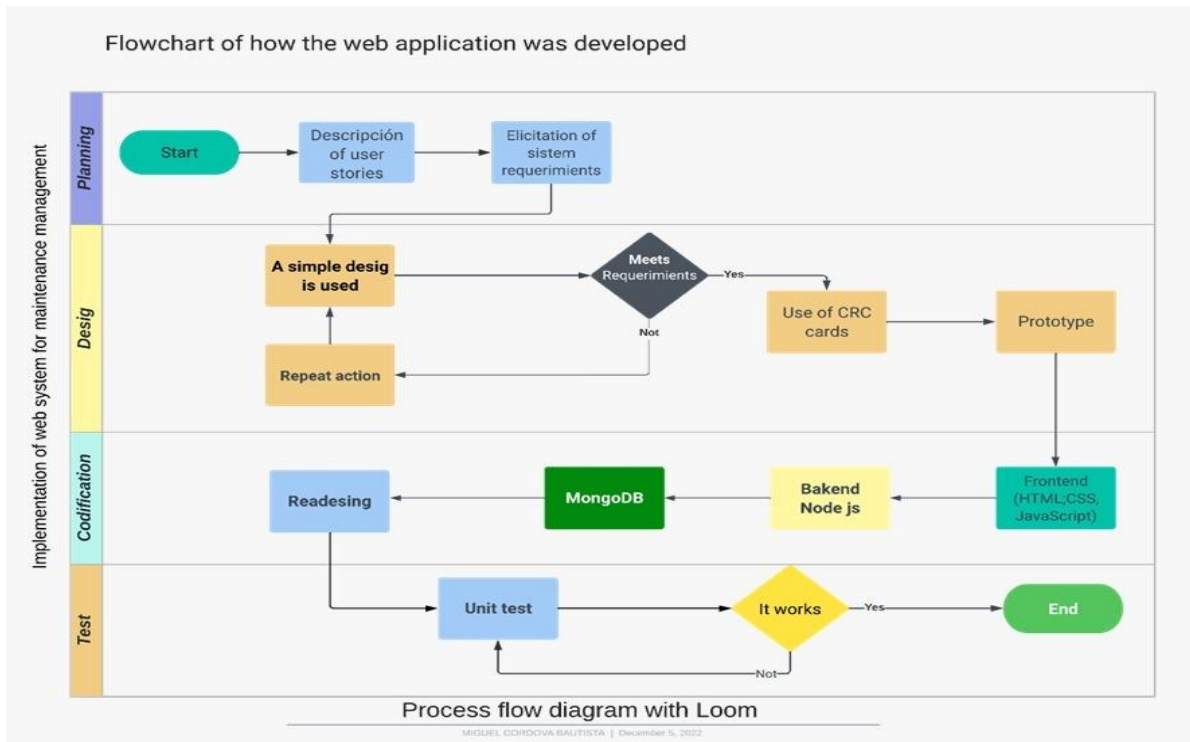 Flowchart of how the web application was developed
Implementation of web system for maintenance management
Planning
Start
Descripción
of user
stories
Elicitation of
sistem
requerimients
Desig
A simple desig
is used
Meets
Requerimients
Yes
Not
Repeat action
Use of CRC
cards
Prototype
Codification
Readesing
MongoDB
Bakend
Node js
Frontend
(HTML;CSS,
JavaScript)
Test
Unit test
It works
Yes
Not
End
Process flow diagram with Loom
MIGUEL CORDOVA BAUTISTA | December 5, 2022